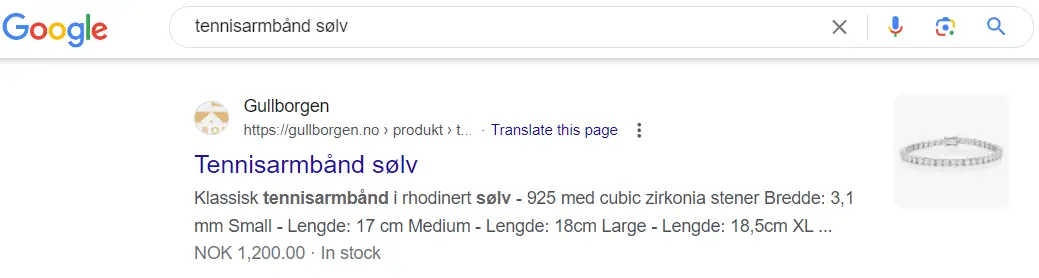 Google
tennisarmbånd sølv
Gullborgen
https://gullborgen.no › produkt › t... · Translate this page
Tennisarmbånd sølv
Klassisk tennisarmbånd i rhodinert sølv - 925 med cubic zirkonia stener Bredde: 3,1
mm Small - Lengde: 17 cm Medium - Lengde: 18cm Large - Lengde: 18,5cm XL ...
NOK 1,200.00 · In stock